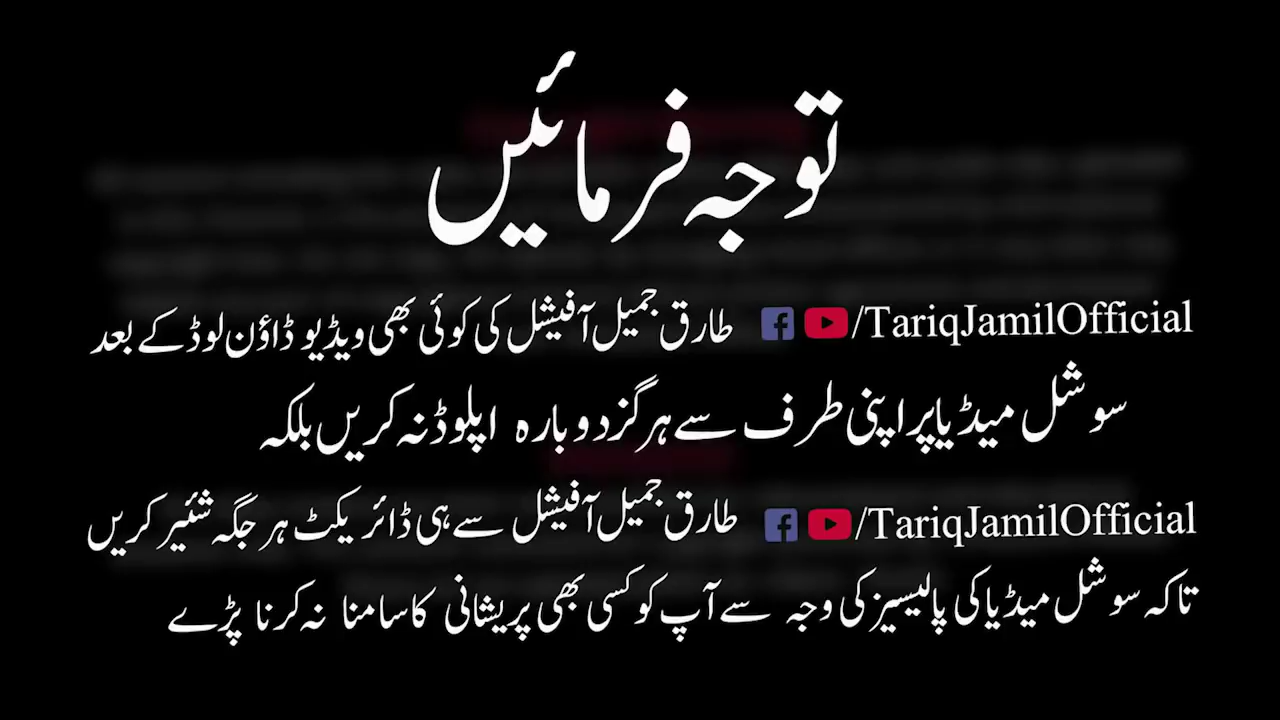 توجہ فرمائیں
/TariqJamilOfficial طارق جمیل آفیشل کی کوئی بھی ویڈیو ڈاؤن لوڈ کے بعد
سوشل میڈیا پر اپنی طرف سے ہرگز دوبارہ اپلوڈ نہ کریں بلکہ
/TariqJamilOfficial طارق جمیل آفیشل سے ہی ڈائریکٹ ہر جگہ شئیر کریں
تاکہ سوشل میڈیا کی پالیسیز کی وجہ سے آپ کو کسی بھی پریشانی کا سامنا نہ کرنا پڑے